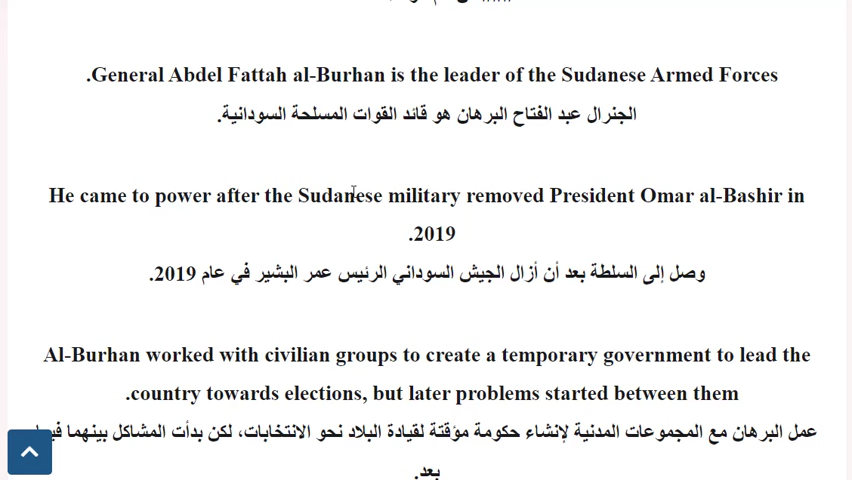 .General Abdel Fattah al-Burhan is the leader of the Sudanese Armed Forces
الجنرال عبد الفتاح البرهان هو قائد القوات المسلحة السودانية.
He came to power after the Sudanese military removed President Omar al-Bashir in
.2019
وصل إلى السلطة بعد أن أزال الجيش السوداني الرئيس عمر البشير في عام 2019.
Al-Burhan worked with civilian groups to create a temporary government to lead the
.country towards elections, but later problems started between them
عمل البرهان مع المجموعات المدنية لإنشاء حكومة مؤقتة لقيادة البلاد نحو الانتخابات، لكن بدأت المشاكل بينهما
بعد.